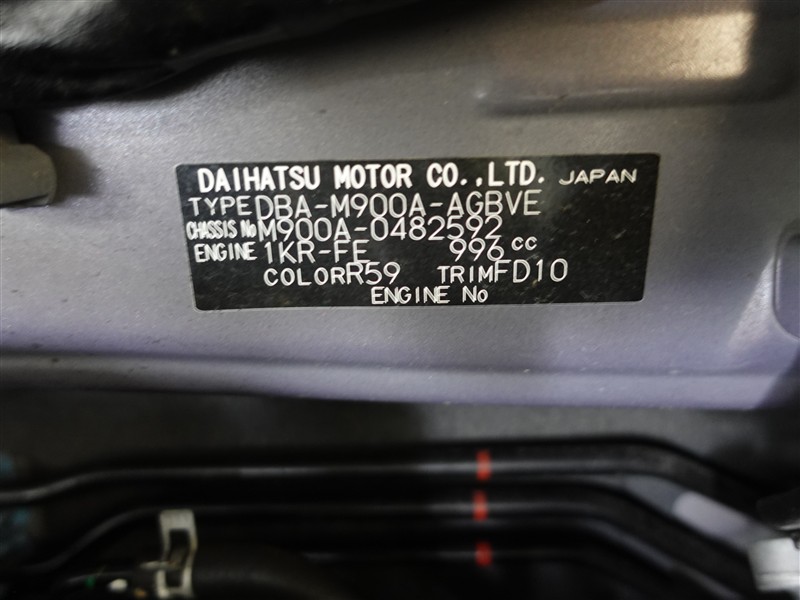 DAIHATSU MOTOR CO.,LTD. JAPAN
TYPE DBA-M900A-AGBVE
CHASSIS No M900A-0482592
ENGINE 1KR-FE 996 cc
COLOR R59 TRIM FD10
ENGINE No